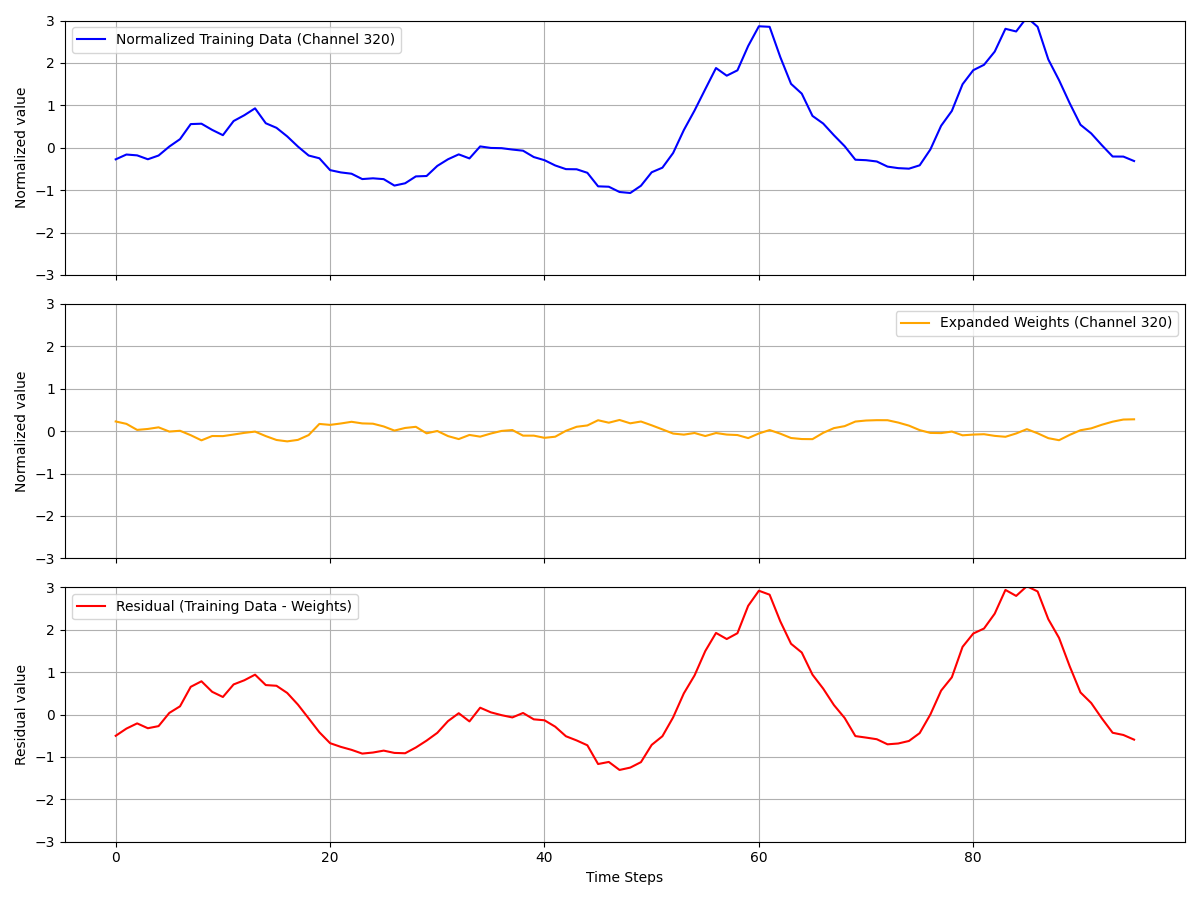 Normalized Training Data (Channel 320)
Normalized value
3
2
1
0
−1
−2
−3
Expanded Weights (Channel 320)
Normalized value
3
2
1
0
−1
−2
−3
Residual (Training Data - Weights)
Residual value
3
2
1
0
−1
−2
−3
0 20 40 60 80
Time Steps